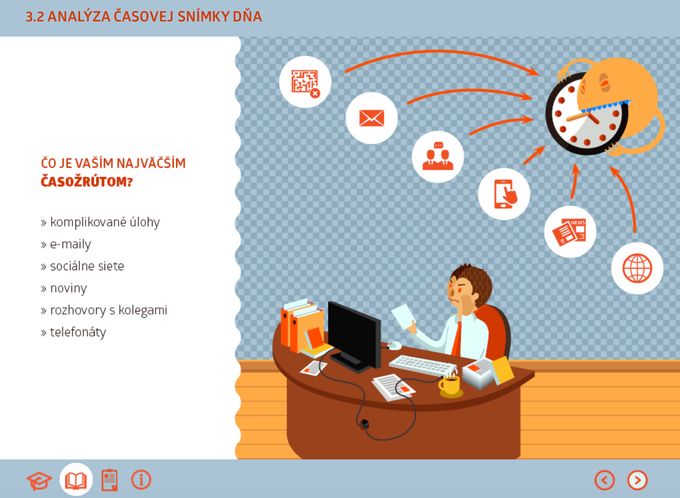 3.2 ANALÝZA ČASOVEJ SNÍMKY DŇA
ČO JE VAŠÍM NAJVÄČŠÍM
ČASOŽRÚTOM?
» komplikované úlohy
» e-maily
» sociálne siete
» noviny
» rozhovory s kolegami
» telefonáty
NEWS